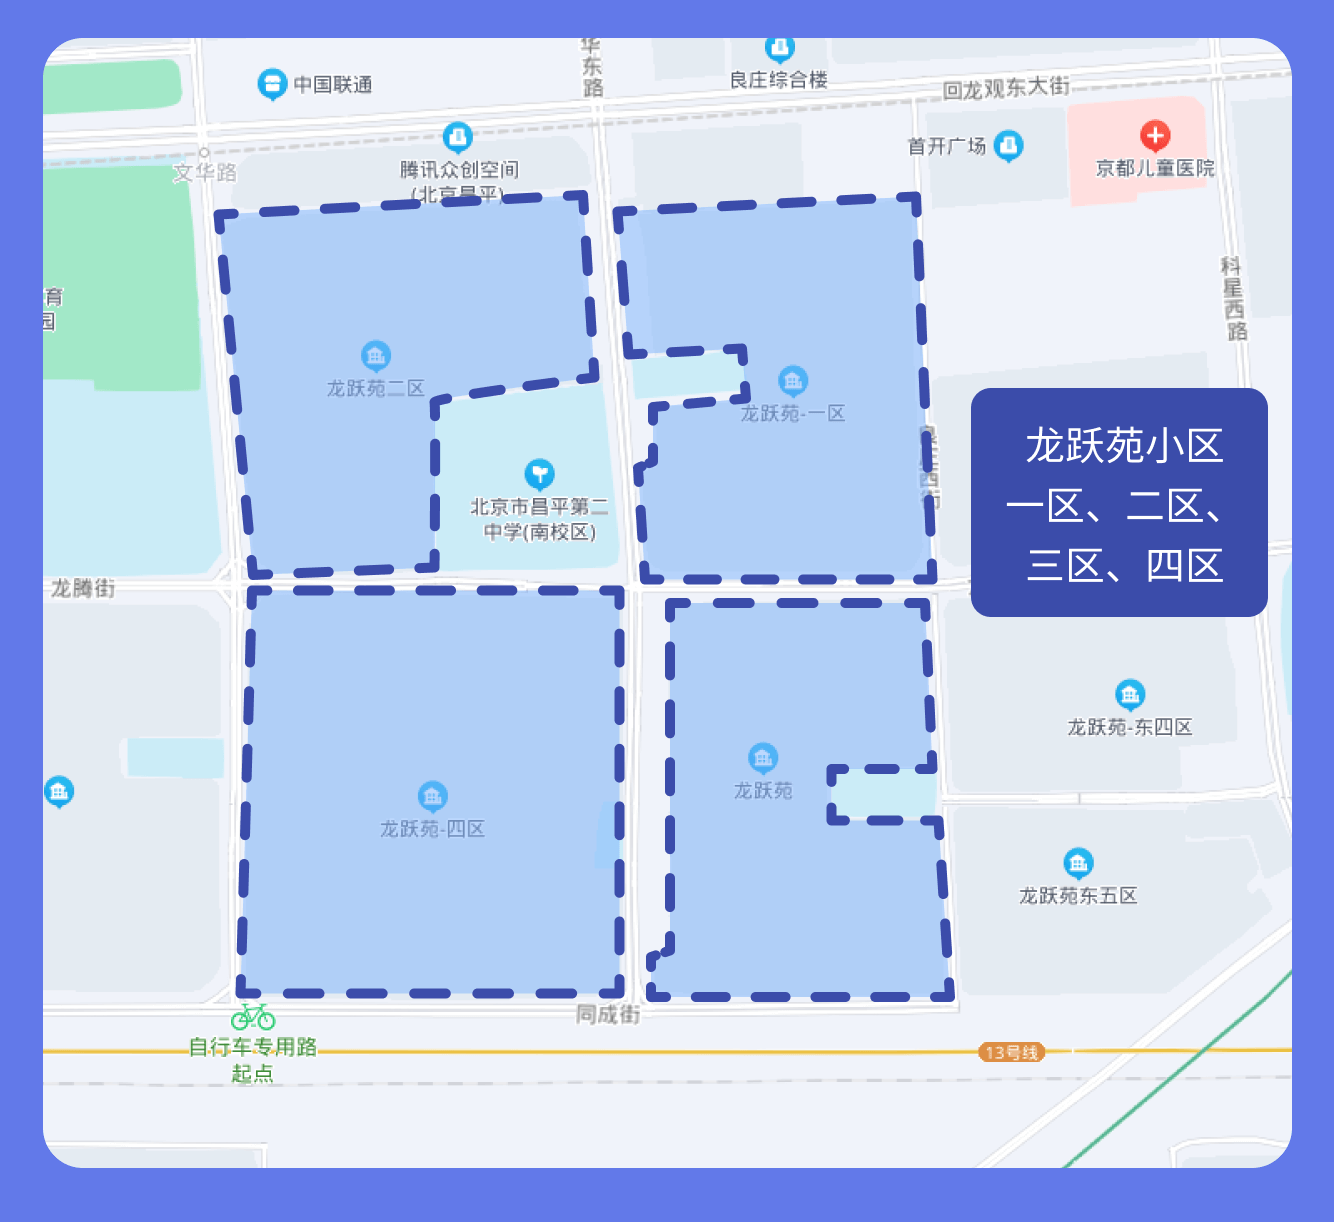 华东路
中国联通
良庄综合楼
回龙观东大街
首开广场
京都儿童医院
文华路
腾讯众创空间
(北京昌平)
科星西路
育
园
龙跃苑二区
龙跃苑-一区
北京市昌平第二
中学(南校区)
龙跃苑小区
一区、二区、
三区、四区
龙腾街
龙跃苑-东四区
龙跃苑
龙跃苑-四区
龙跃苑东五区
同成街
自行车专用路
起点
13号线